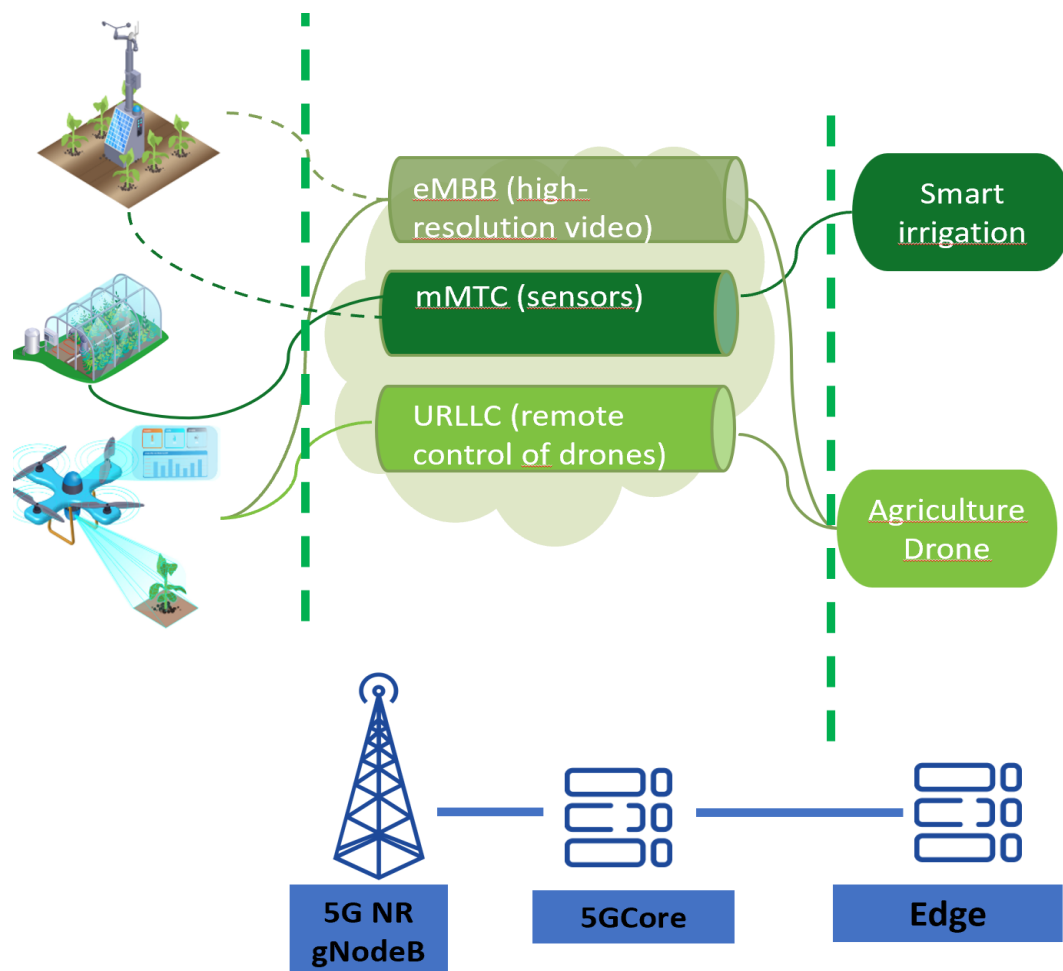 eMBB (high-
resolution video)
Smart
irrigation
mMTC (sensors)
URLLC (remote
control of drones)
Agriculture
Drone
5G NR
gNodeB
5GCore
Edge